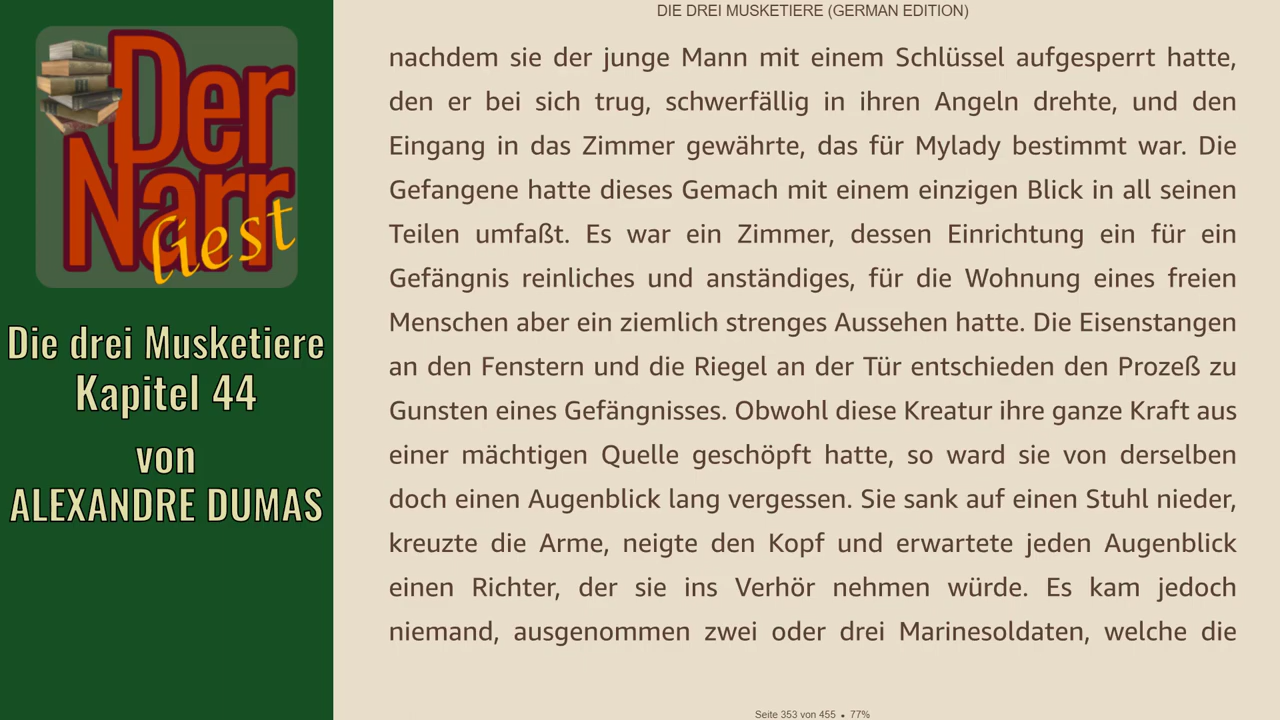 Der
Narr
liest
Die drei Musketiere
Kapitel 44
von
ALEXANDRE DUMAS
DIE DREI MUSKETIERE (GERMAN EDITION)
nachdem sie der junge Mann mit einem Schlüssel aufgesperrt hatte,
den er bei sich trug, schwerfällig in ihren Angeln drehte, und den
Eingang in das Zimmer gewährte, das für Mylady bestimmt war. Die
Gefangene hatte dieses Gemach mit einem einzigen Blick in all seinen
Teilen umfaßt. Es war ein Zimmer, dessen Einrichtung ein für ein
Gefängnis reinliches und anständiges, für die Wohnung eines freien
Menschen aber ein ziemlich strenges Aussehen hatte. Die Eisenstangen
an den Fenstern und die Riegel an der Tür entschieden den Prozeß zu
Gunsten eines Gefängnisses. Obwohl diese Kreatur ihre ganze Kraft aus
einer mächtigen Quelle geschöpft hatte, so ward sie von derselben
doch einen Augenblick lang vergessen. Sie sank auf einen Stuhl nieder,
kreuzte die Arme, neigte den Kopf und erwartete jeden Augenblick
einen Richter, der sie ins Verhör nehmen würde. Es kam jedoch
niemand, ausgenommen zwei oder drei Marinesoldaten, welche die
Seite 353 von 455 • 77%